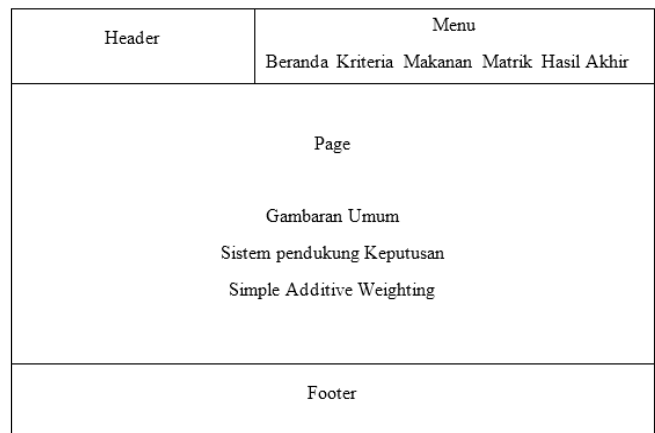 Header
Menu
Beranda Kriteria Makanan Matrik Hasil Akhir
Page
Gambaran Umum
Sistem pendukung Keputusan
Simple Additive Weighting
Footer